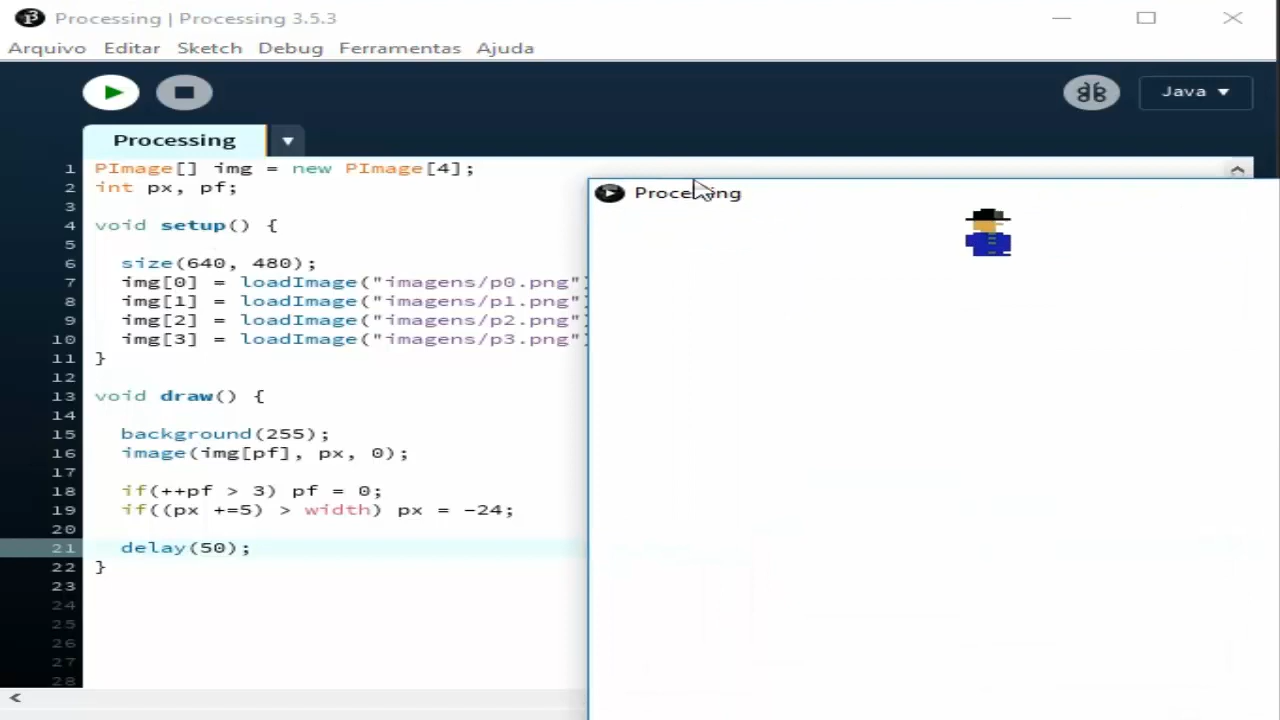 Processing | Processing 3.5.3
Arquivo Editar Sketch Debug Ferramentas Ajuda
Java
Processing
1 PImage[] img = new PImage[4];
2 int px, pf;
3
4 void setup() {
5
6 size(640, 480);
7 img[0] = loadImage("imagens/p0.png"
8 img[1] = loadImage("imagens/p1.png"
9 img[2] = loadImage("imagens/p2.png"
10 img[3] = loadImage("imagens/p3.png"
11 }
12
13 void draw() {
14
15 background(255);
16 image(img[pf], px, 0);
17
18 if(++pf > 3) pf = 0;
19 if((px +=5) > width) px = -24;
20
21 delay(50);
22 }
23
24
25
26
27
28
Processing